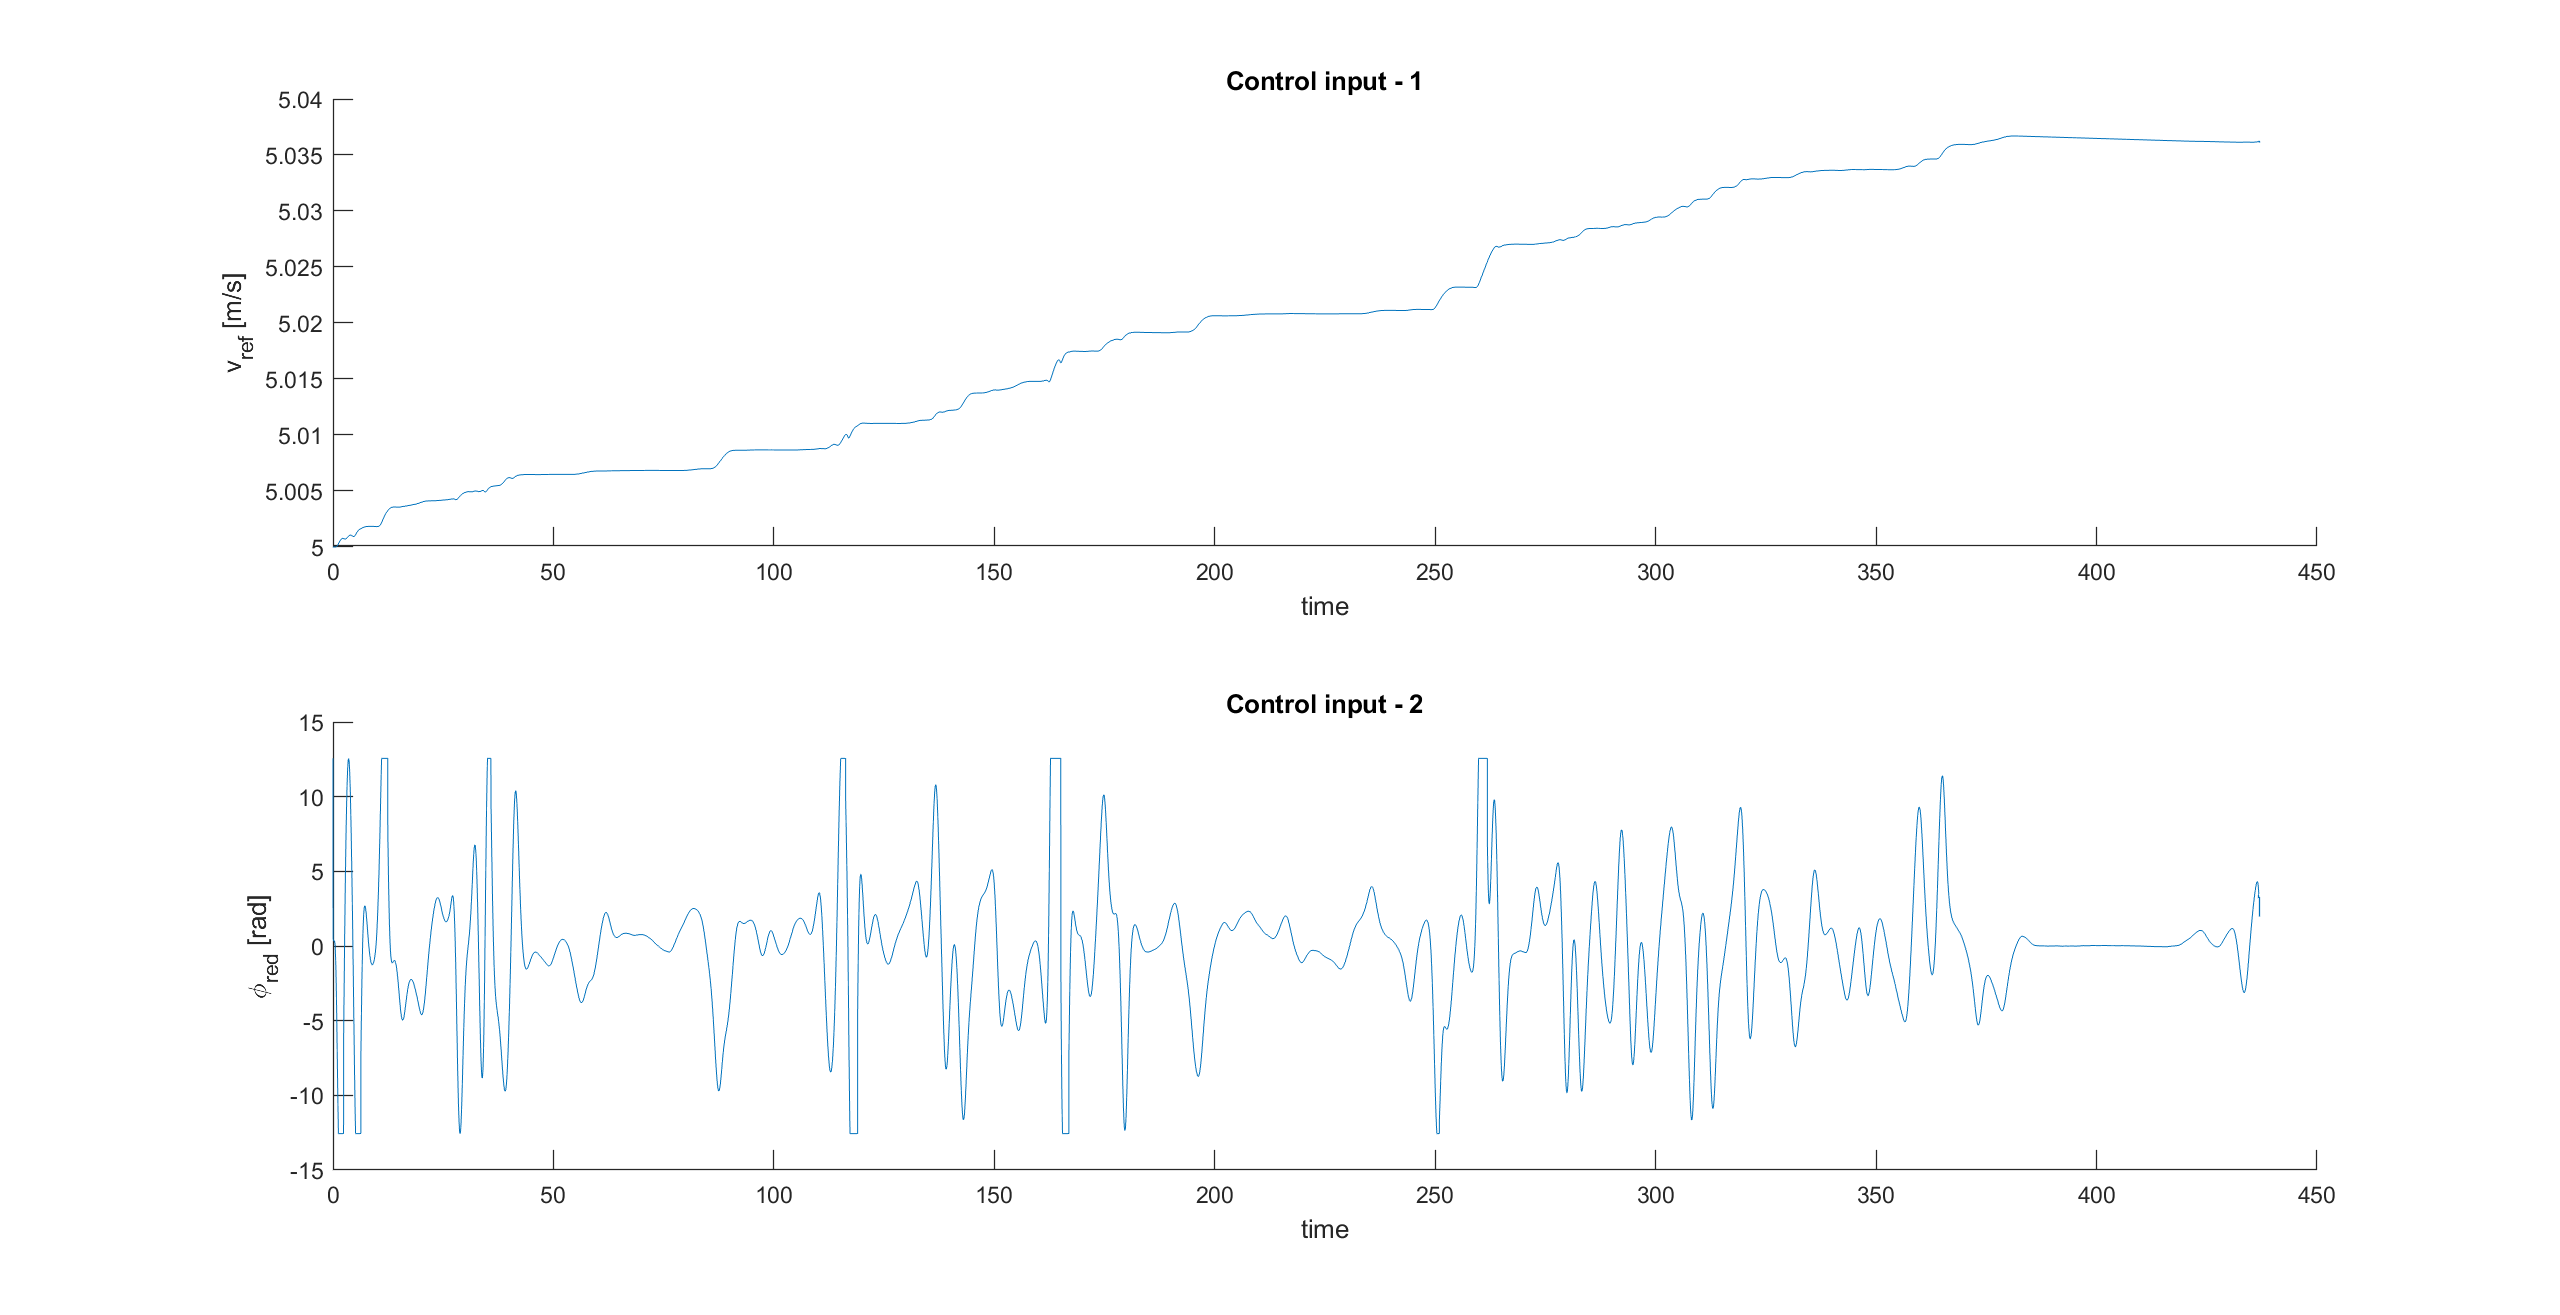 Control input - 1
5.04
5.035
5.03
5.025
5.02
5.015
5.01
5.005
5
v_ref [m/s]
0 50 100 150 200 250 300 350 400 450
time
Control input - 2
15
10
5
0
-5
-10
-15
ϕ_red [rad]
0 50 100 150 200 250 300 350 400 450
time